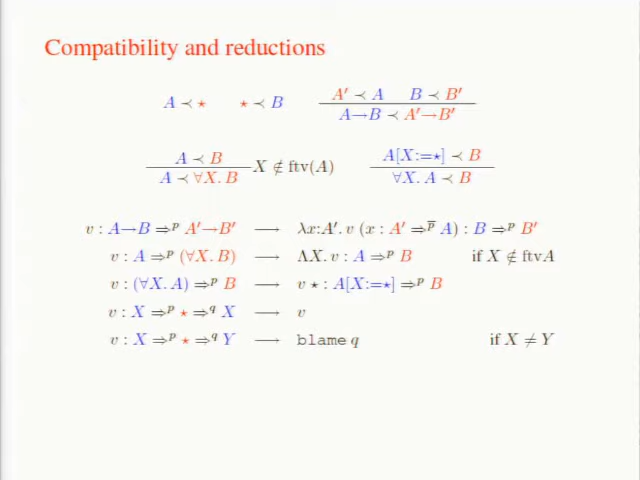 Compatibility and reductions
A ≺ ⋆ ⋆ ≺ B A′ ≺ A B ≺ B′
A→B ≺ A′→B′
A ≺ B X ∉ ftv(A) A[X:=⋆] ≺ B
A ≺ ∀X. B ∀X. A ≺ B
v : A→B ⇒ᵖ A′→B′ ⟶ λx:A′. v (x : A′ ⇒p̅ A) : B ⇒ᵖ B′
v : A ⇒ᵖ (∀X. B) ⟶ ΛX. v : A ⇒ᵖ B if X ∉ ftvA
v : (∀X. A) ⇒ᵖ B ⟶ v ⋆ : A[X:=⋆] ⇒ᵖ B
v : X ⇒ᵖ ⋆ ⇒q X ⟶ v
v : X ⇒ᵖ ⋆ ⇒q Y ⟶ blame q if X ≠ Y